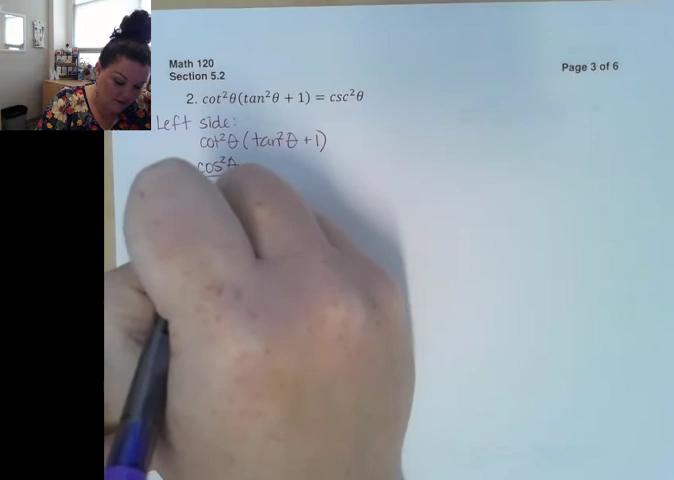 Math 120
Section 5.2
Page 3 of 6
2. cot²θ(tan²θ + 1) = csc²θ
Left side:
cot²θ (tan²θ + 1)
cos²θ